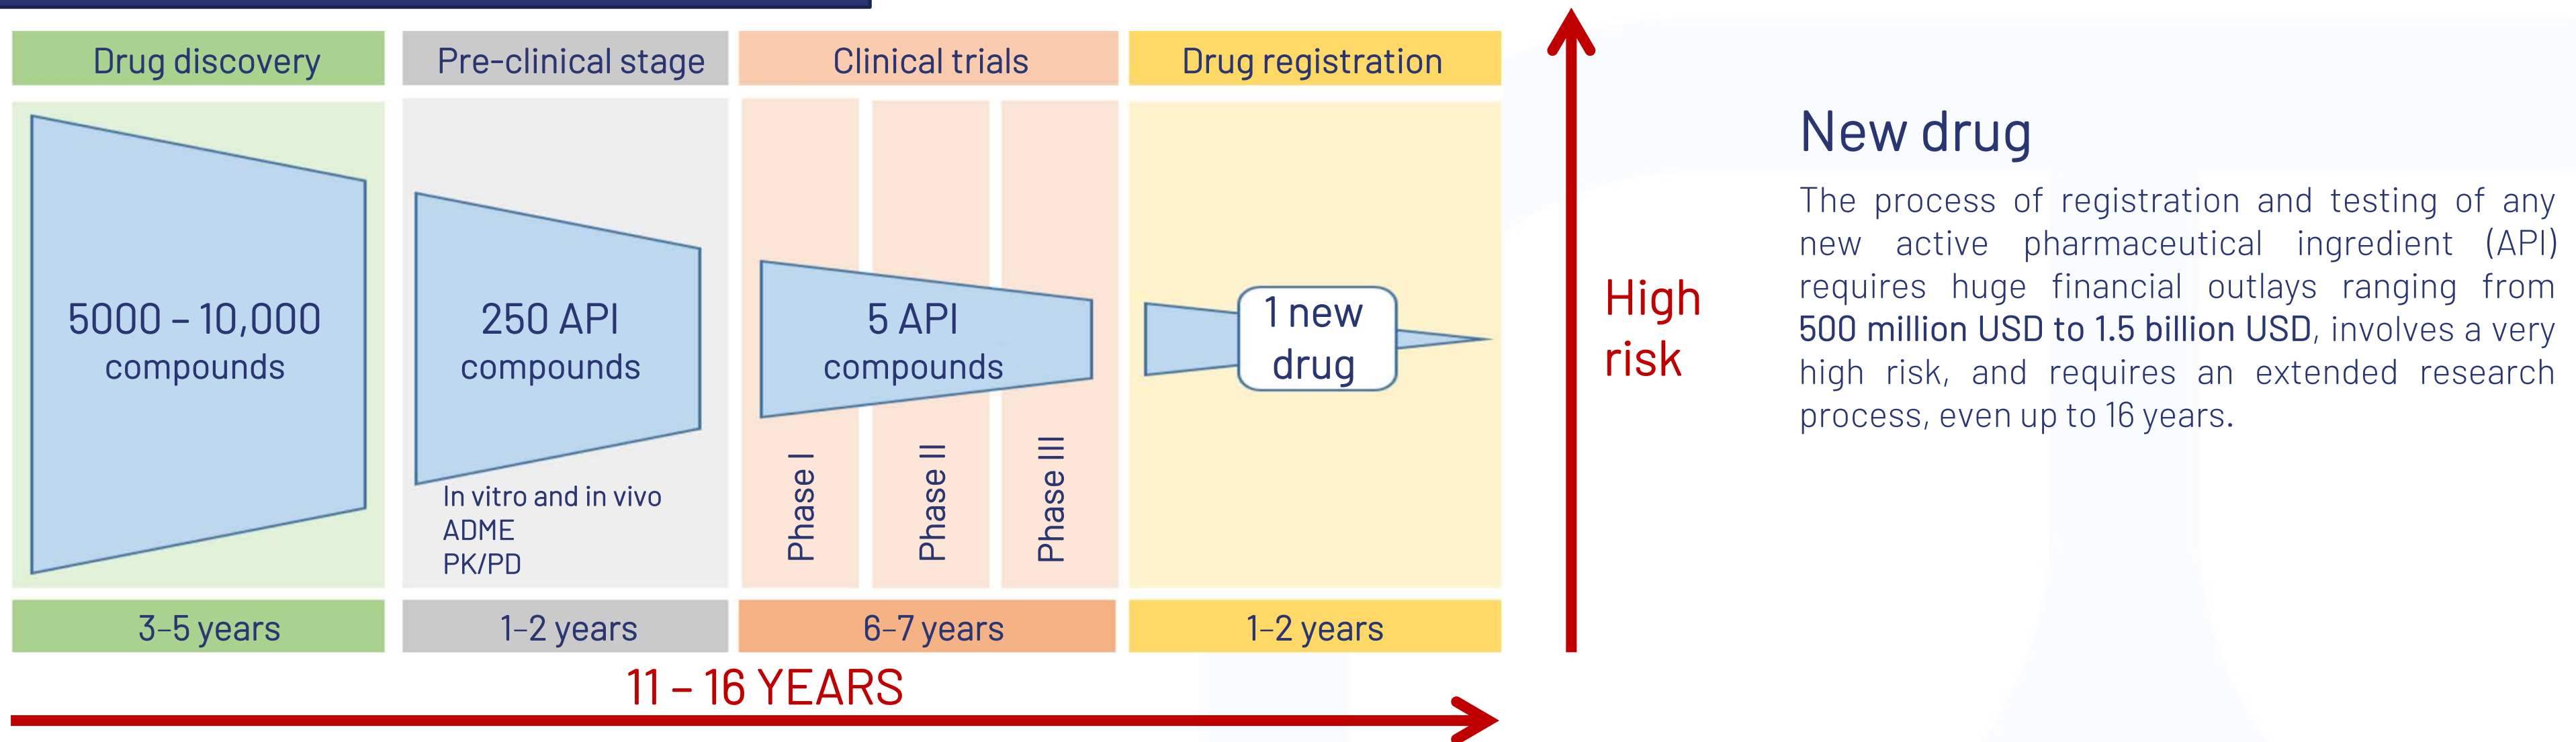 Drug discovery
Pre-clinical stage
Clinical trials
Drug registration
5000 – 10,000
compounds
250 API
compounds
In vitro and in vivo
ADME
PK/PD
5 API
compounds
Phase I
Phase II
Phase III
1 new
drug
3–5 years
1–2 years
6–7 years
1–2 years
11 – 16 YEARS
High
risk
New drug
The process of registration and testing of any
new active pharmaceutical ingredient (API)
requires huge financial outlays ranging from
500 million USD to 1.5 billion USD, involves a very
high risk, and requires an extended research
process, even up to 16 years.